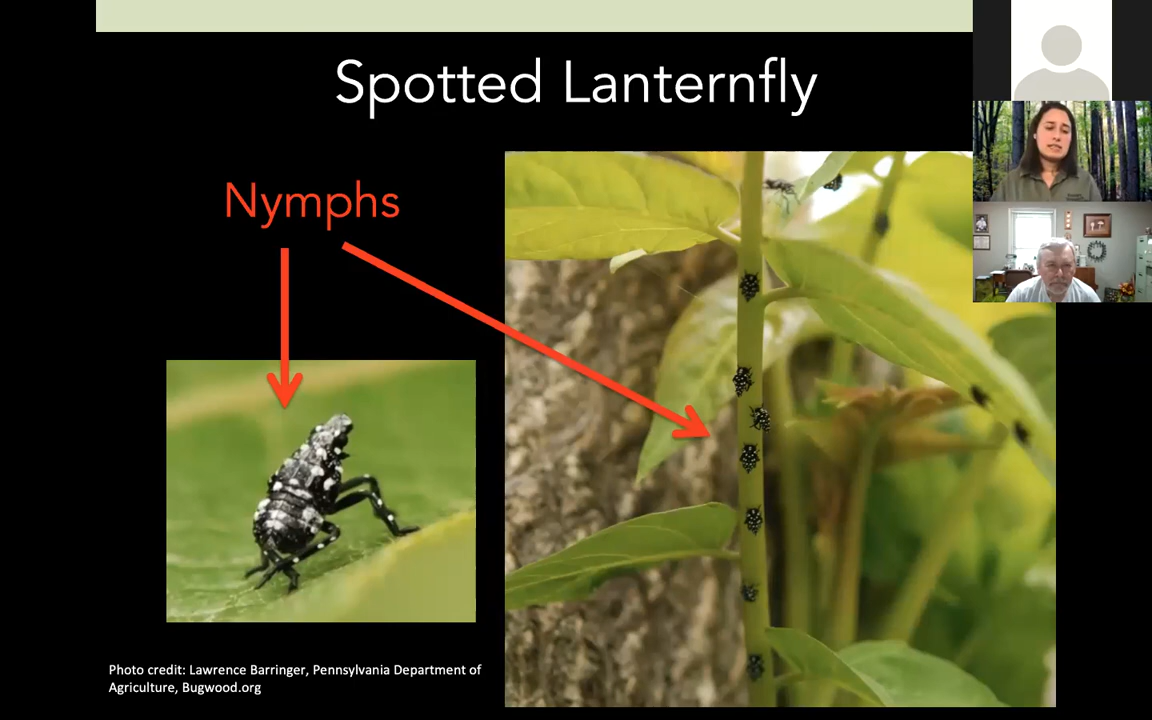 Spotted Lanternfly
Nymphs
Photo credit: Lawrence Barringer, Pennsylvania Department of
Agriculture, Bugwood.org